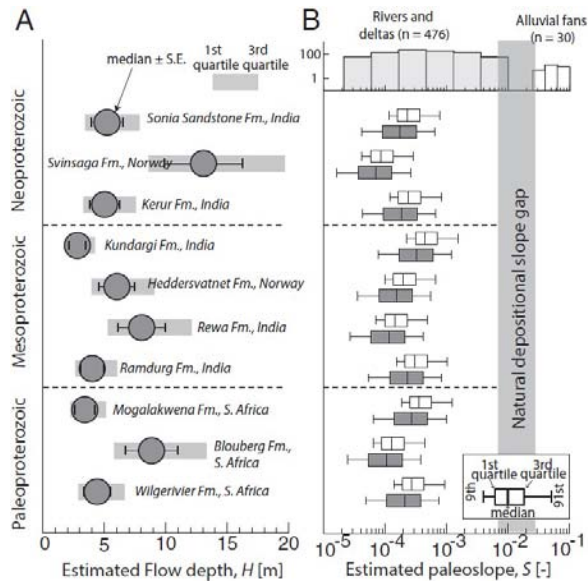 A
median ± S.E.
1st quartile
3rd quartile
Neoproterozoic
Sonia Sandstone Fm., India
Svinsaga Fm., Norway
Kerur Fm., India
Mesoproterozoic
Kundargi Fm., India
Heddersvatnet Fm., Norway
Rewa Fm., India
Ramdurg Fm., India
Paleoproterozoic
Mogalakwena Fm., S. Africa
Blouberg Fm.,
S. Africa
Wilgerivier Fm., S. Africa
0 5 10 15 20
Estimated Flow depth, H [m]
B
Rivers and
deltas (n = 476)
Alluvial fans
(n = 30)
100
1
Natural depositional slope gap
1st
quartile
3rd
quartile
9th
91st
median
10-5 10-4 10-3 10-2 10-1
Estimated paleoslope, S [-]